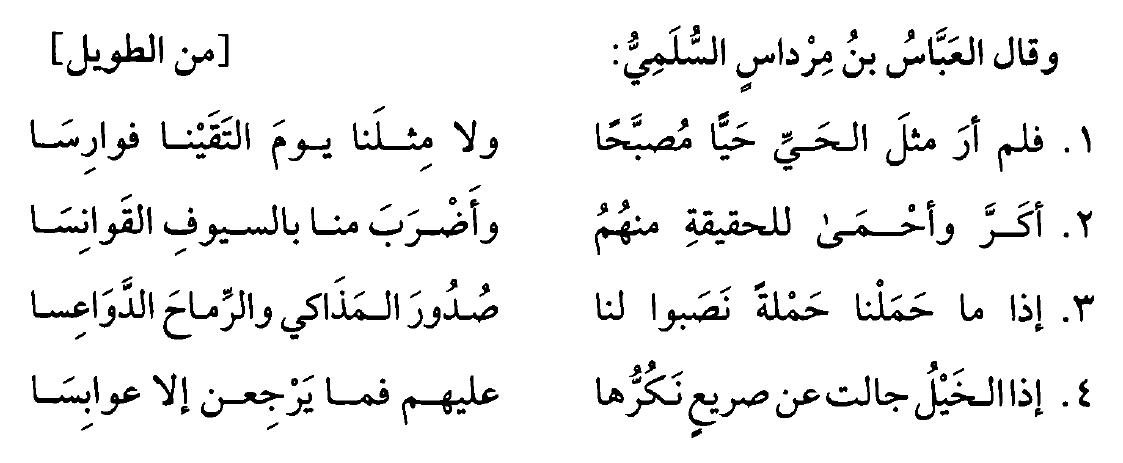 وقال العَبَّاسُ بنُ مِرْداسٍ السُّلَمِيُّ: [من الطويل]
١. فلم أرَ مثلَ الحَيِّ حَيًّا مُصبَّحًا ولا مِثلَنا يومَ التَقَيْنا فوارِسَا
٢. أكَرَّ وأحْمَىٰ للحقيقةِ منهُمُ وأَضْرَبَ منا بالسيوفِ القَوانِسَا
٣. إذا ما حَمَلْنا حَمْلةً نَصَبوا لنا صُدُورَ المَذَاكي والرِّماحَ الدَّوَاعِسا
٤. إذا الخَيْلُ جالت عن صريعٍ نَكُرُّها عليهم فما يَرْجِعن إلا عوابِسَا